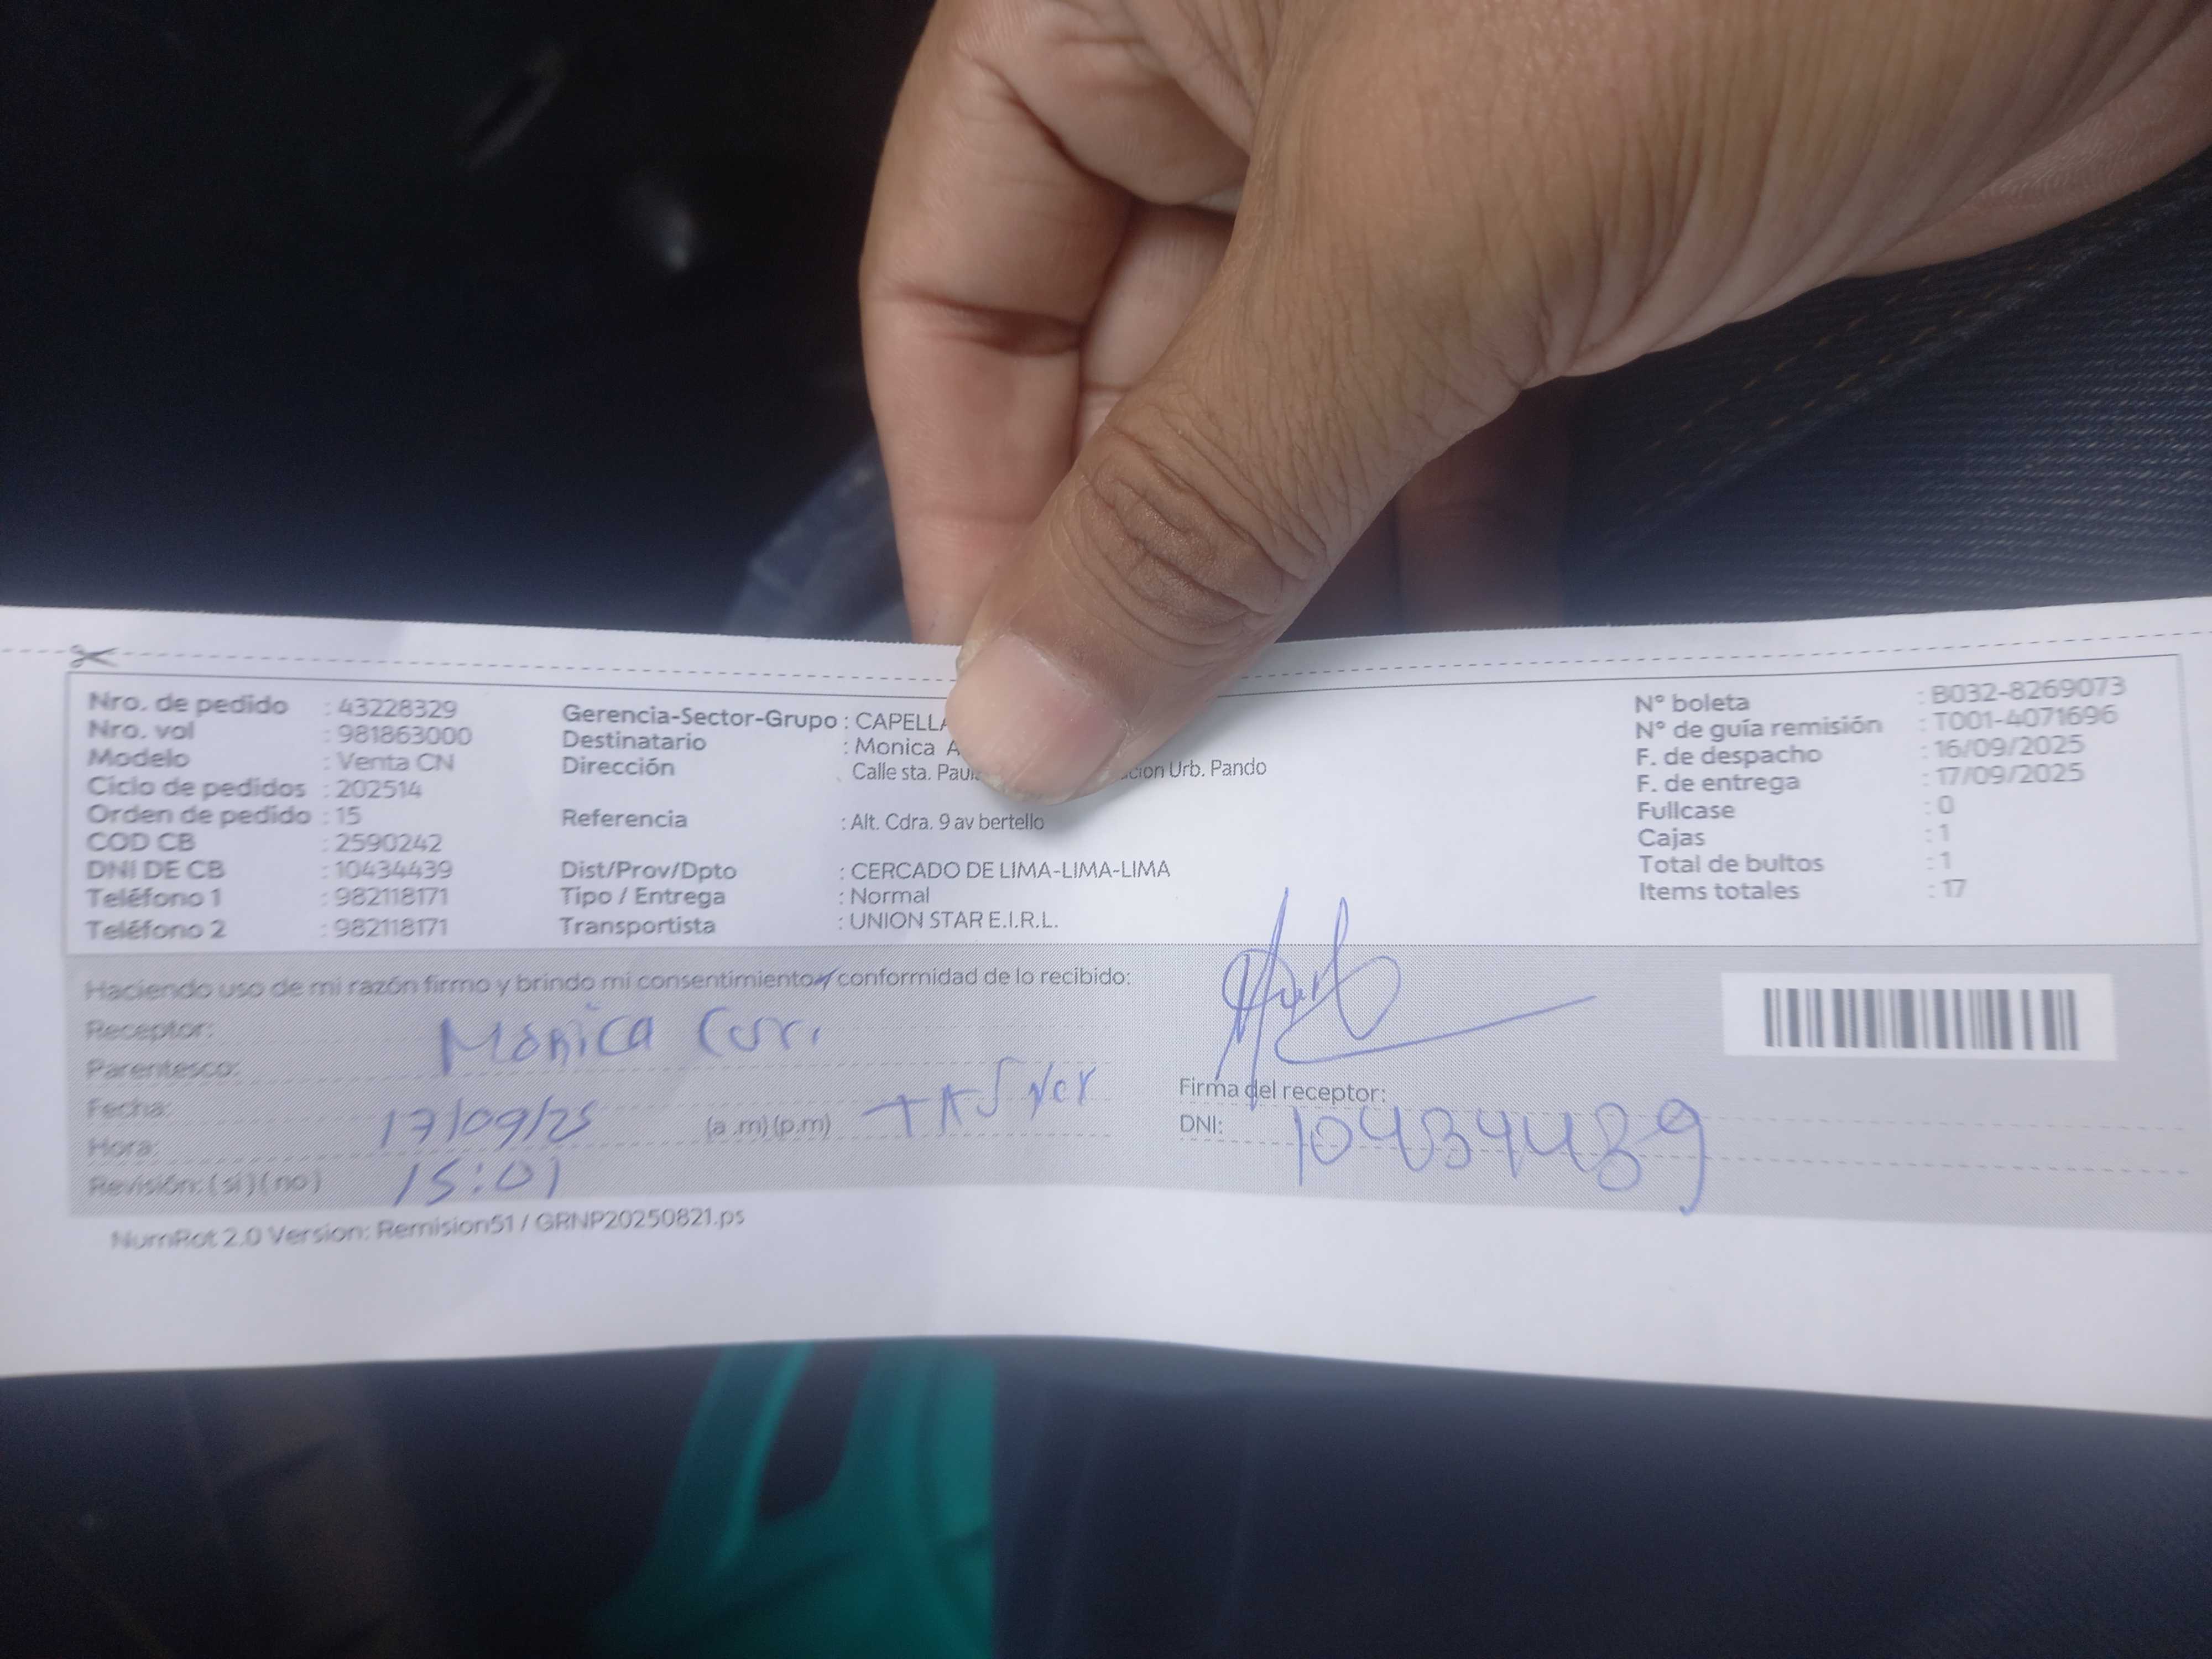 Nro. de pedido : 43228329
Nro. vol : 981863000
Modelo : Venta CN
Ciclo de pedidos : 202514
Orden de pedido : 15
COD CB : 2590242
DNI DE CB : 10434439
Teléfono 1 : 982118171
Teléfono 2 : 982118171
Gerencia-Sector-Grupo : CAPELLA
Destinatario : Monica A
Dirección Calle sta. Urb. Pando
Referencia : Alt. Cdra. 9 av bertello
Dist/Prov/Dpto : CERCADO DE LIMA-LIMA-LIMA
Tipo / Entrega : Normal
Transportista : UNION STAR E.I.R.L.
N° boleta : B032-8269073
N° de guía remisión : T001-4071696
F. de despacho : 16/09/2025
F. de entrega : 17/09/2025
Fullcase : 0
Cajas : 1
Total de bultos : 1
Items totales : 17
Haciendo uso de mi razón firmo y brindo mi consentimiento y conformidad de lo recibido:
Receptor: Monica
Parentesco:
Fecha: 17/09/25 (a .m) (p.m)
Hora: 15:01
Revisión: ( si ) ( no )
Firma del receptor:
DNI: 10434439
NumRot 2.0 Version: Remision51 / GRNP20250821.ps